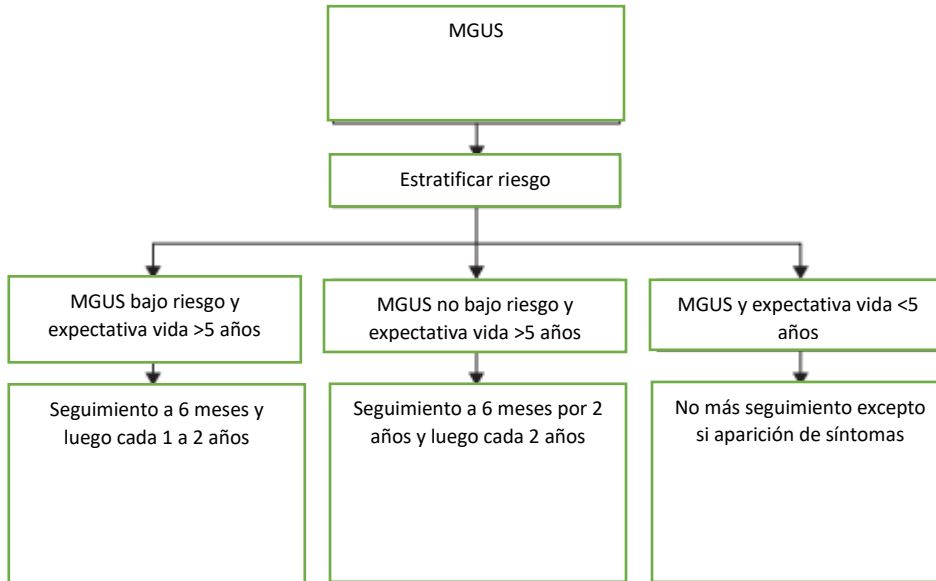 MGUS
Estratificar riesgo
MGUS bajo riesgo y
expectativa vida >5 años
MGUS no bajo riesgo y
expectativa vida >5 años
MGUS y expectativa vida <5
años
Seguimiento a 6 meses y
luego cada 1 a 2 años
Seguimiento a 6 meses por 2
años y luego cada 2 años
No más seguimiento excepto
si aparición de síntomas